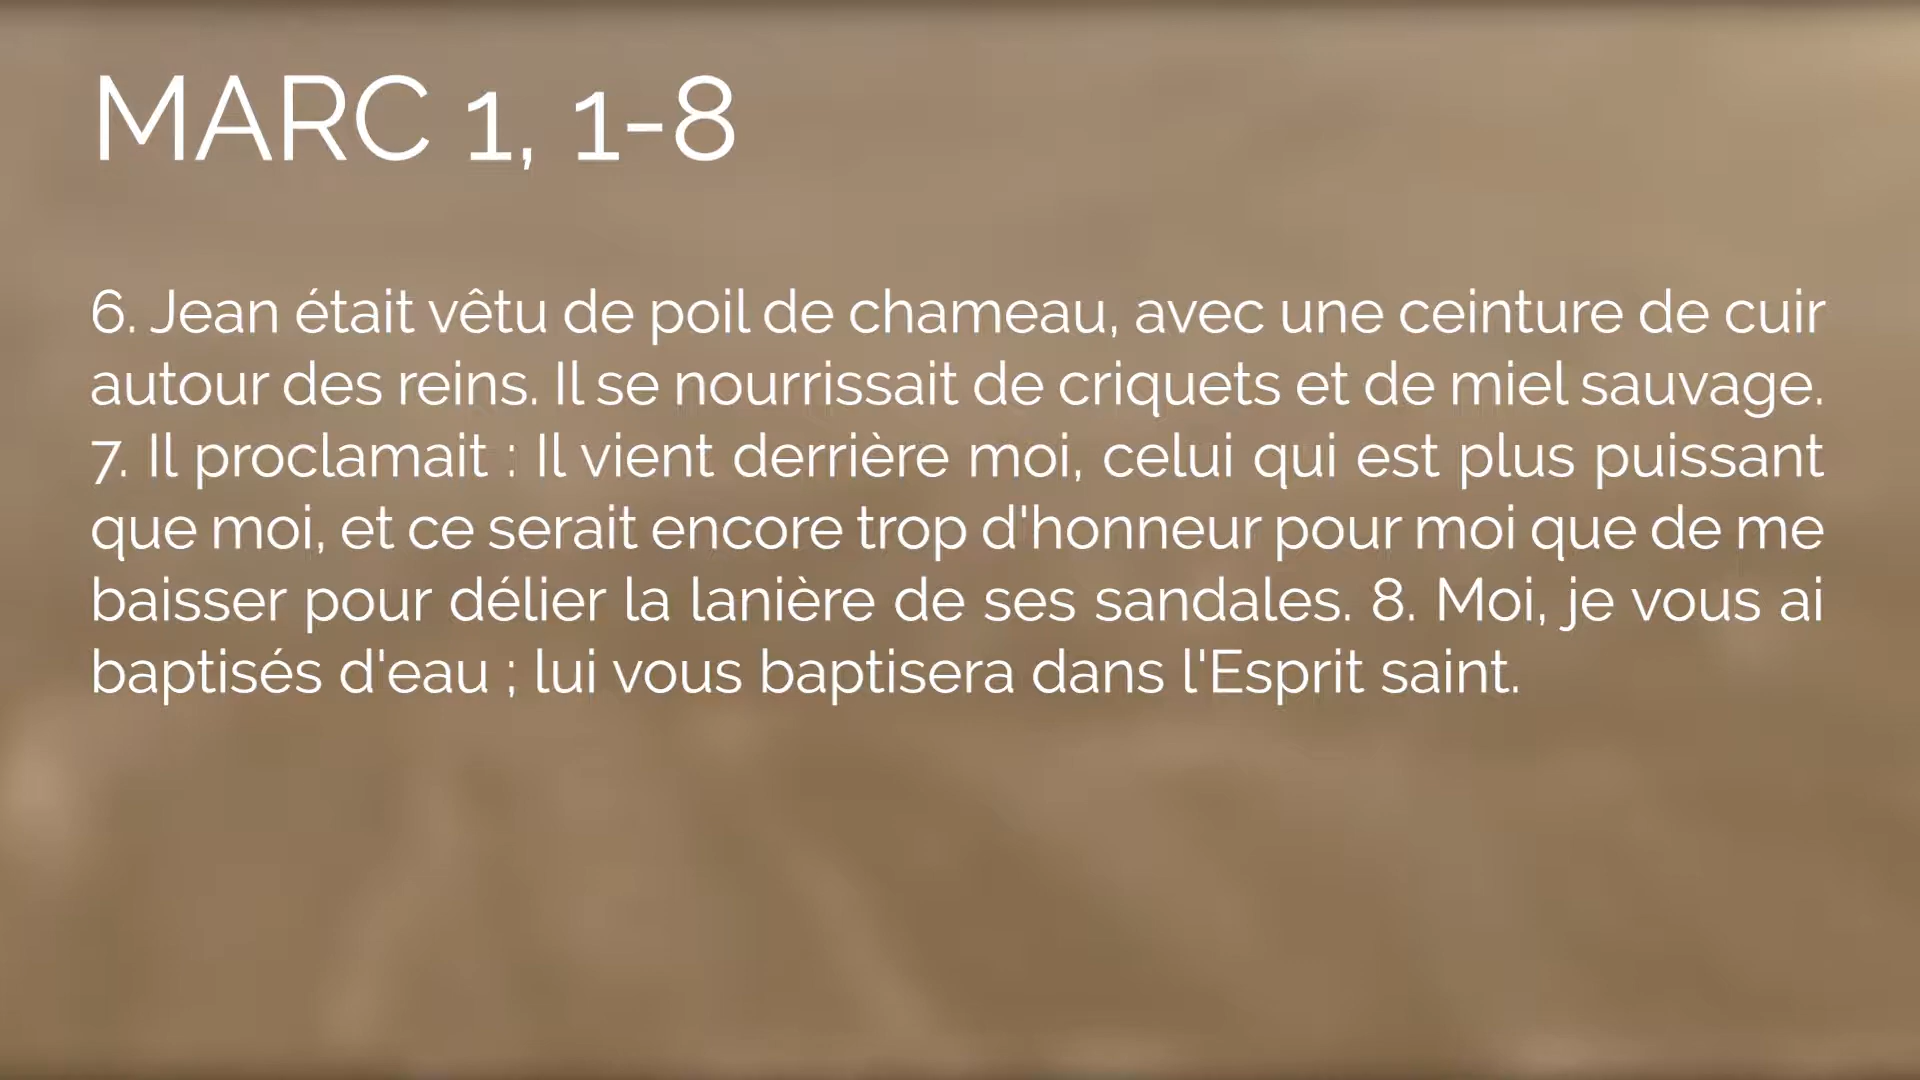 MARC 1, 1-8
6. Jean était vêtu de poil de chameau, avec une ceinture de cuir
autour des reins. Il se nourrissait de criquets et de miel sauvage.
7. Il proclamait : Il vient derrière moi, celui qui est plus puissant
que moi, et ce serait encore trop d'honneur pour moi que de me
baisser pour délier la lanière de ses sandales. 8. Moi, je vous ai
baptisés d'eau ; lui vous baptisera dans l'Esprit saint.